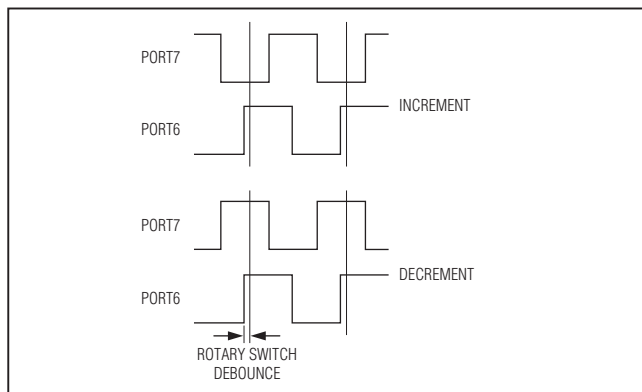 PORT7
PORT6
INCREMENT
PORT7
PORT6
DECREMENT
ROTARY SWITCH
DEBOUNCE